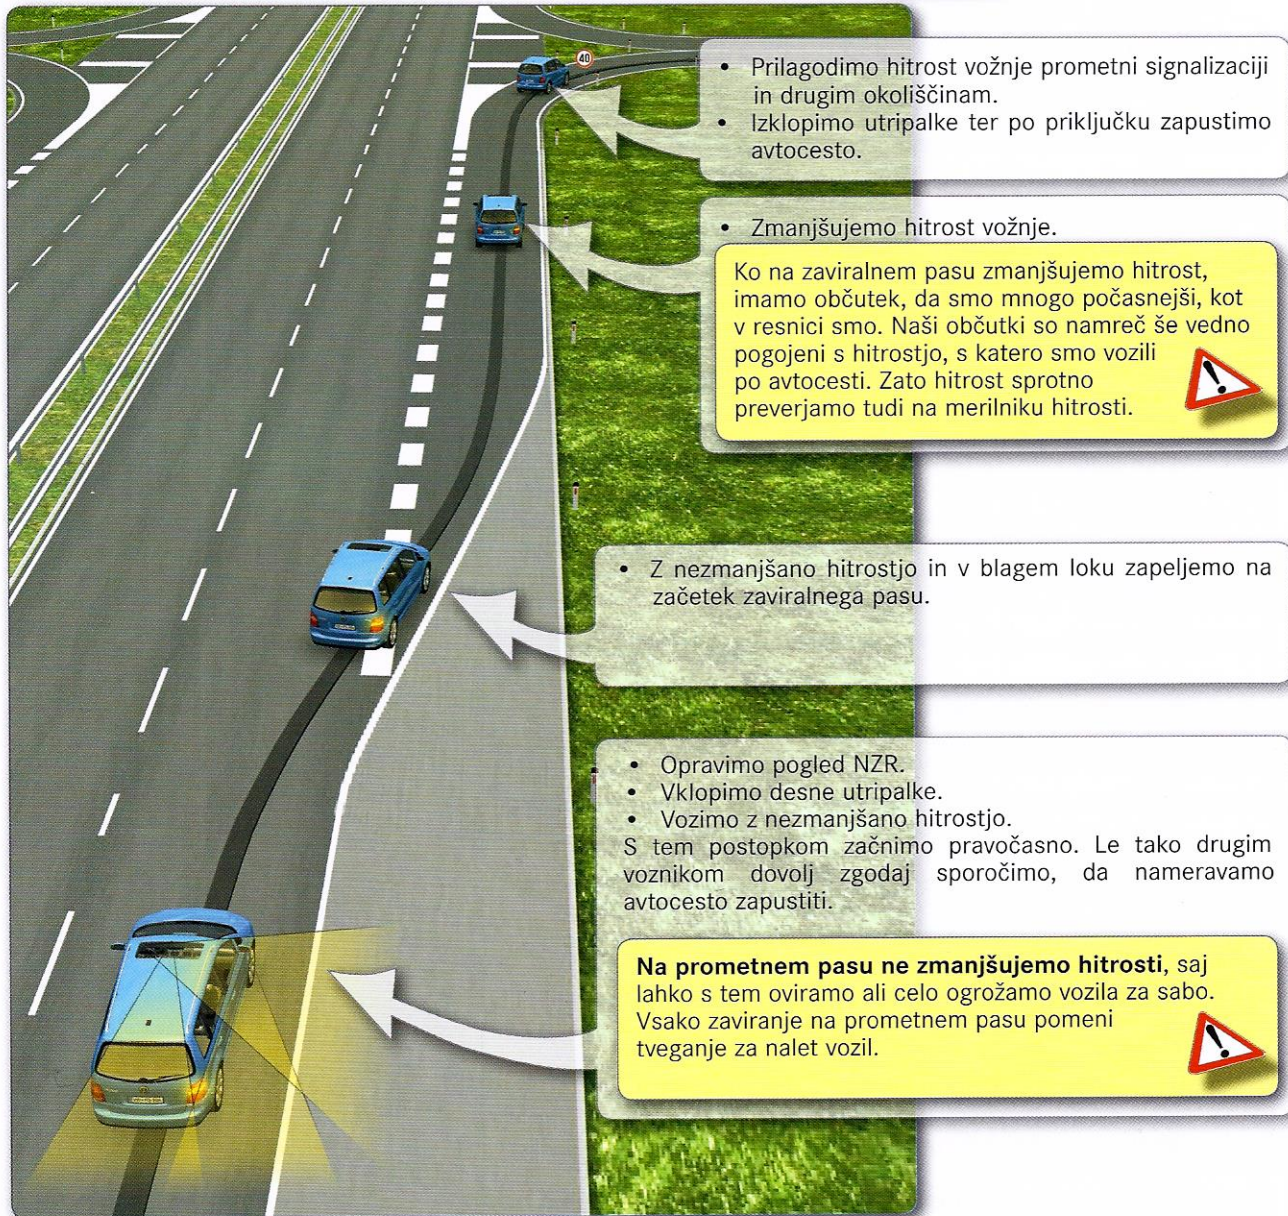 40
• Prilagodimo hitrost vožnje prometni signalizaciji
in drugim okoliščinam.
• Izklopimo utripalke ter po priključku zapustimo
avtocesto.
• Zmanjšujemo hitrost vožnje.
Ko na zaviralnem pasu zmanjšujemo hitrost,
imamo občutek, da smo mnogo počasnejši, kot
v resnici smo. Naši občutki so namreč še vedno
pogojeni s hitrostjo, s katero smo vozili
po avtocesti. Zato hitrost sprotno
preverjamo tudi na merilniku hitrosti.
• Z nezmanjšano hitrostjo in v blagem loku zapeljemo na
začetek zaviralnega pasu.
• Opravimo pogled NZR.
• Vklopimo desne utripalke.
• Vozimo z nezmanjšano hitrostjo.
S tem postopkom začnimo pravočasno. Le tako drugim
voznikom dovolj zgodaj sporočimo, da nameravamo
avtocesto zapustiti.
Na prometnem pasu ne zmanjšujemo hitrosti, saj
lahko s tem oviramo ali celo ogrožamo vozila za sabo.
Vsako zaviranje na prometnem pasu pomeni
tveganje za nalet vozil.